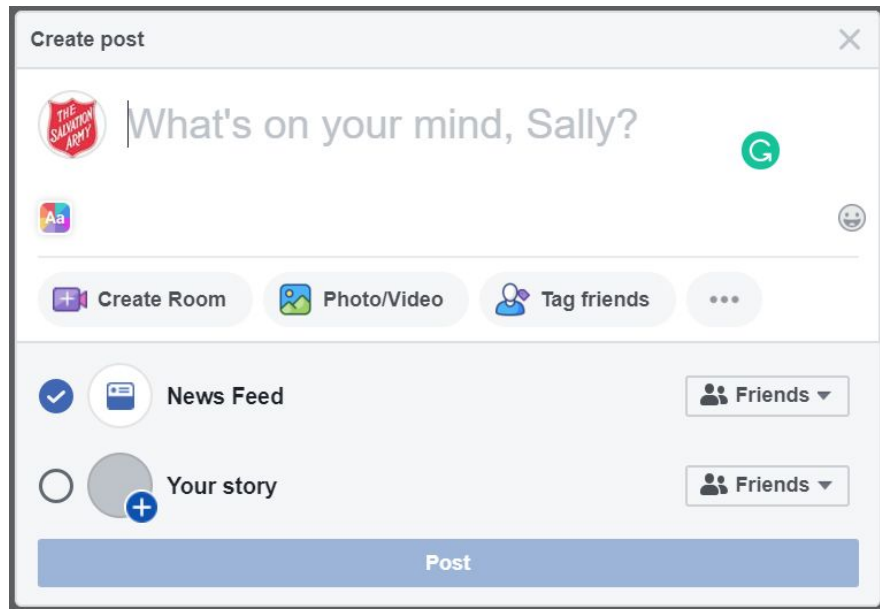 Create post
THE
SALVATION
ARMY
What's on your mind, Sally?
Aa
Create Room
Photo/Video
Tag friends
News Feed
Friends
Your story
Friends
Post